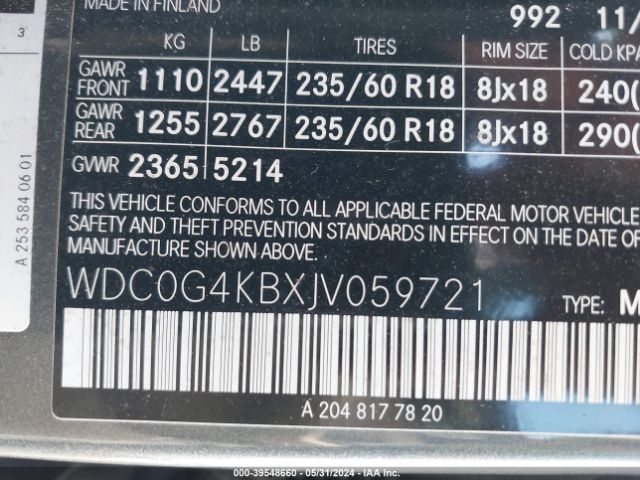 MADE IN FINLAND 992 11/
3 KG LB TIRES RIM SIZE COLD KPA
GAWR FRONT 1110 2447 235/60 R18 8Jx18 240(
GAWR REAR 1255 2767 235/60 R18 8Jx18 290(
GVWR 2365 5214
A 253 584 06 01
THIS VEHICLE CONFORMS TO ALL APPLICABLE FEDERAL MOTOR VEHICLE
SAFETY AND THEFT PREVENTION STANDARDS IN EFFECT ON THE DATE O
MANUFACTURE SHOWN ABOVE.
WDC0G4KBXJV059721 TYPE: M
A 204 817 78 20
000-39548660 - 05/31/2024 - IAA Inc.